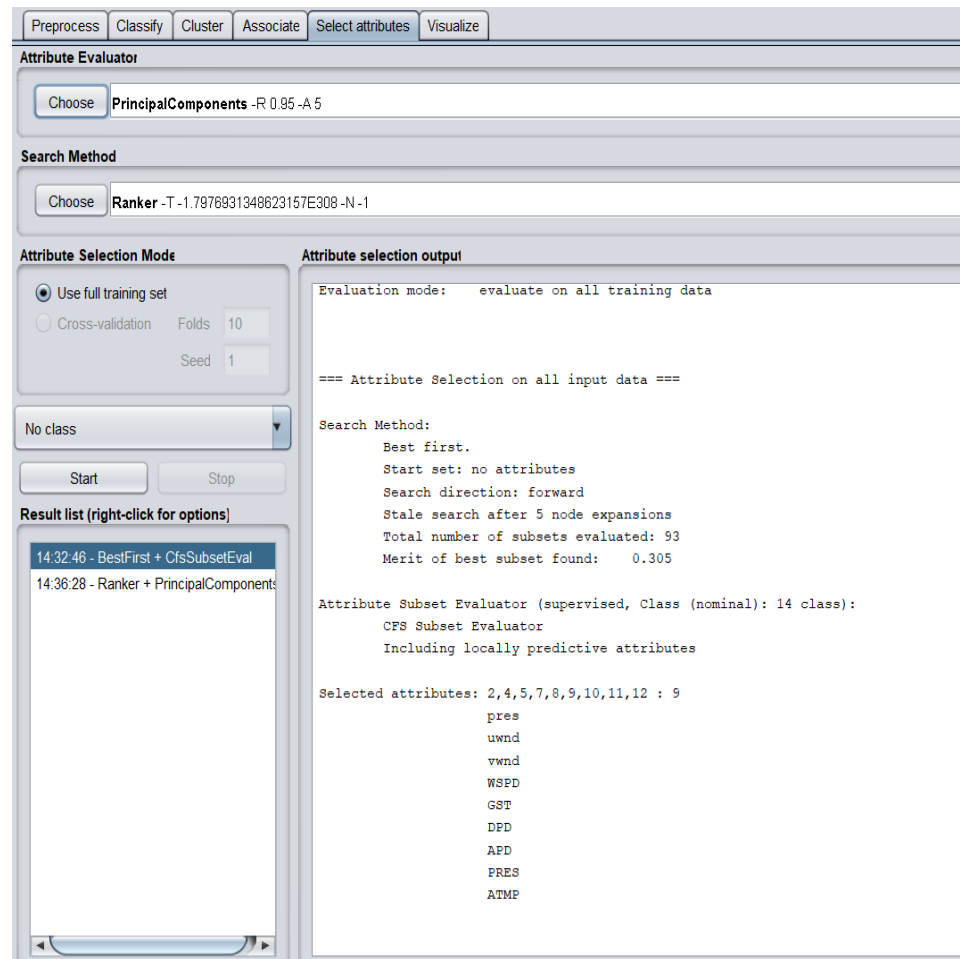 Preprocess Classify Cluster Associate Select attributes Visualize
Attribute Evaluator
Choose PrincipalComponents -R 0.95 -A 5
Search Method
Choose Ranker -T -1.7976931348623157E308 -N -1
Attribute Selection Mode
Use full training set
Cross-validation Folds 10
Seed 1
No class
Start Stop
Result list (right-click for options)
14:32:46 - BestFirst + CfsSubsetEval
14:36:28 - Ranker + PrincipalComponents
Attribute selection output
Evaluation mode:    evaluate on all training data
=== Attribute Selection on all input data ===
Search Method:
Best first.
Start set: no attributes
Search direction: forward
Stale search after 5 node expansions
Total number of subsets evaluated: 93
Merit of best subset found:    0.305
Attribute Subset Evaluator (supervised, Class (nominal): 14 class):
CFS Subset Evaluator
Including locally predictive attributes
Selected attributes: 2,4,5,7,8,9,10,11,12 : 9
pres
uwnd
vwnd
WSPD
GST
DPD
APD
PRES
ATMP